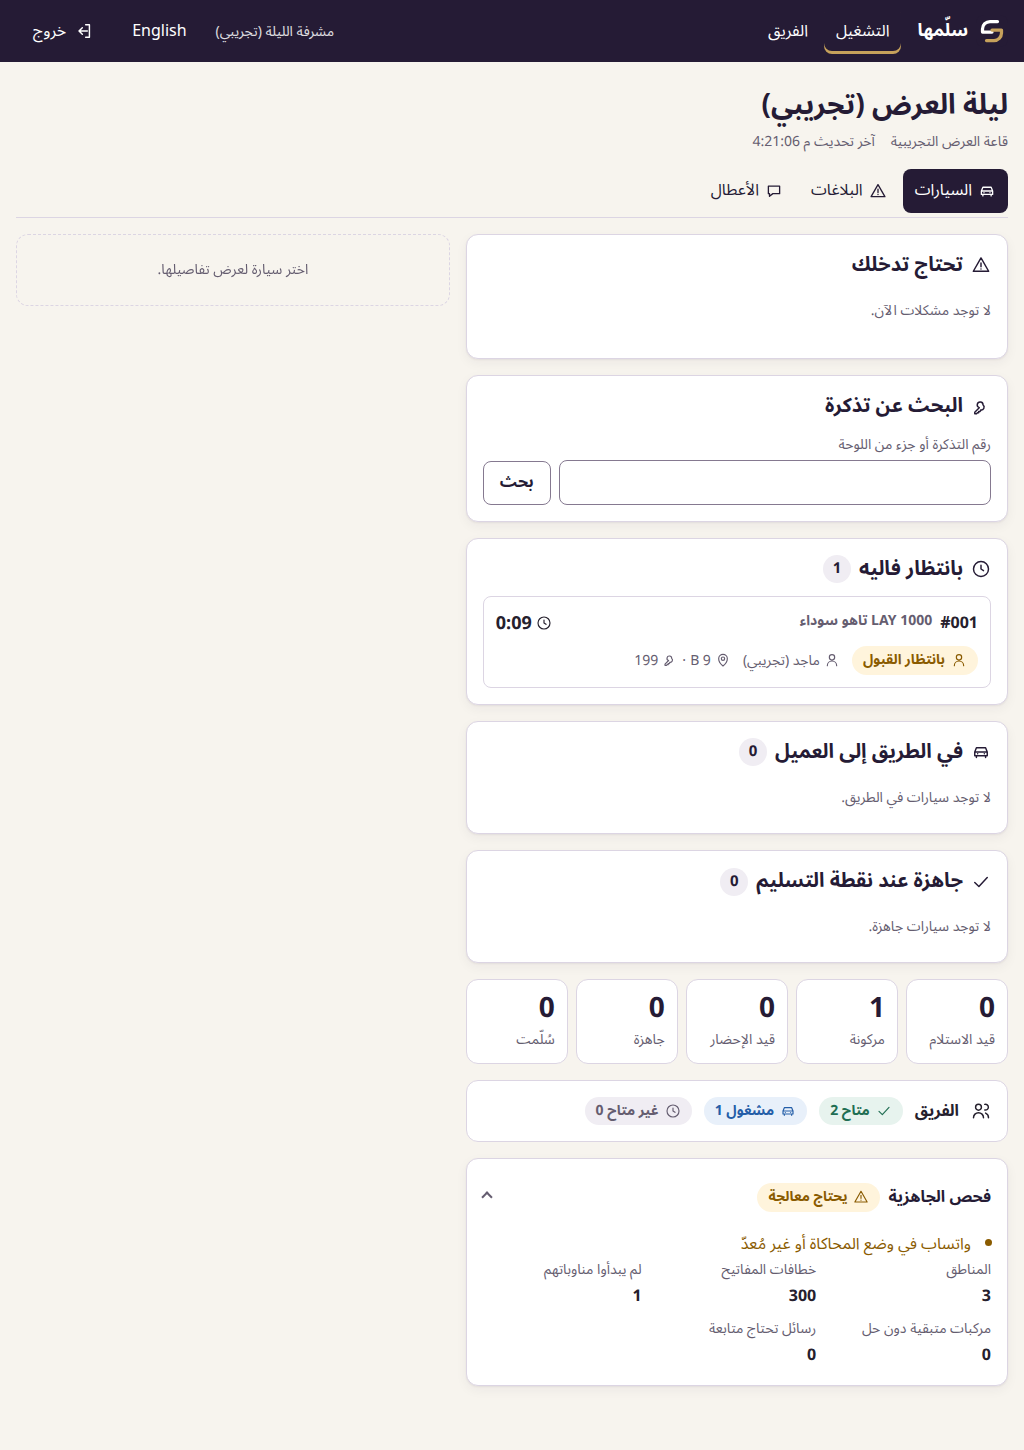 سلّمها
التشغيل
الفريق
مشرفة الليلة (تجريبي)
English
خروج
ليلة العرض (تجريبي)
قاعة العرض التجريبية آخر تحديث م 4:21:06
السيارات
البلاغات
الأعطال
تحتاج تدخلك
لا توجد مشكلات الآن.
اختر سيارة لعرض تفاصيلها.
البحث عن تذكرة
رقم التذكرة أو جزء من اللوحة
بحث
بانتظار فاليه 1
#001 LAY 1000 تاهو سوداء 0:09
بانتظار القبول ماجد (تجريبي) B 9 · 199
في الطريق إلى العميل 0
لا توجد سيارات في الطريق.
جاهزة عند نقطة التسليم 0
لا توجد سيارات جاهزة.
0 1 0 0 0
قيد الاستلام مركونة قيد الإحضار جاهزة سُلّمت
الفريق متاح 2 مشغول 1 غير متاح 0
فحص الجاهزية يحتاج معالجة
واتساب في وضع المحاكاة أو غير مُعدّ
المناطق خطافات المفاتيح لم يبدأوا مناوباتهم
3 300 1
مركبات متبقية دون حل رسائل تحتاج متابعة
0 0